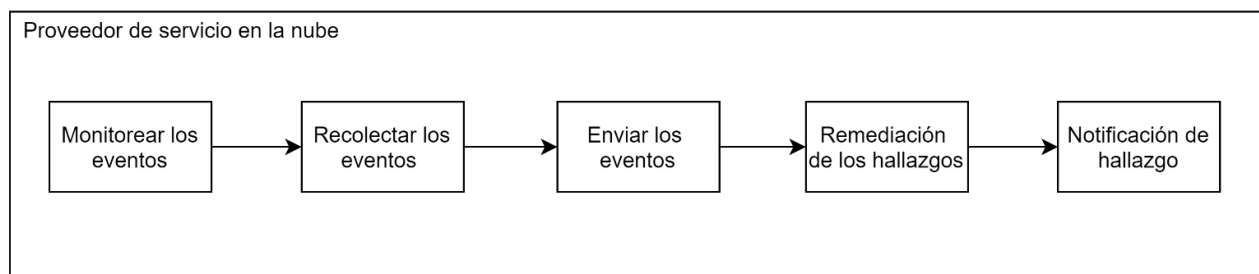 Proveedor de servicio en la nube
Monitorear los
eventos
Recolectar los
eventos
Enviar los
eventos
Remediación
de los hallazgos
Notificación de
hallazgo